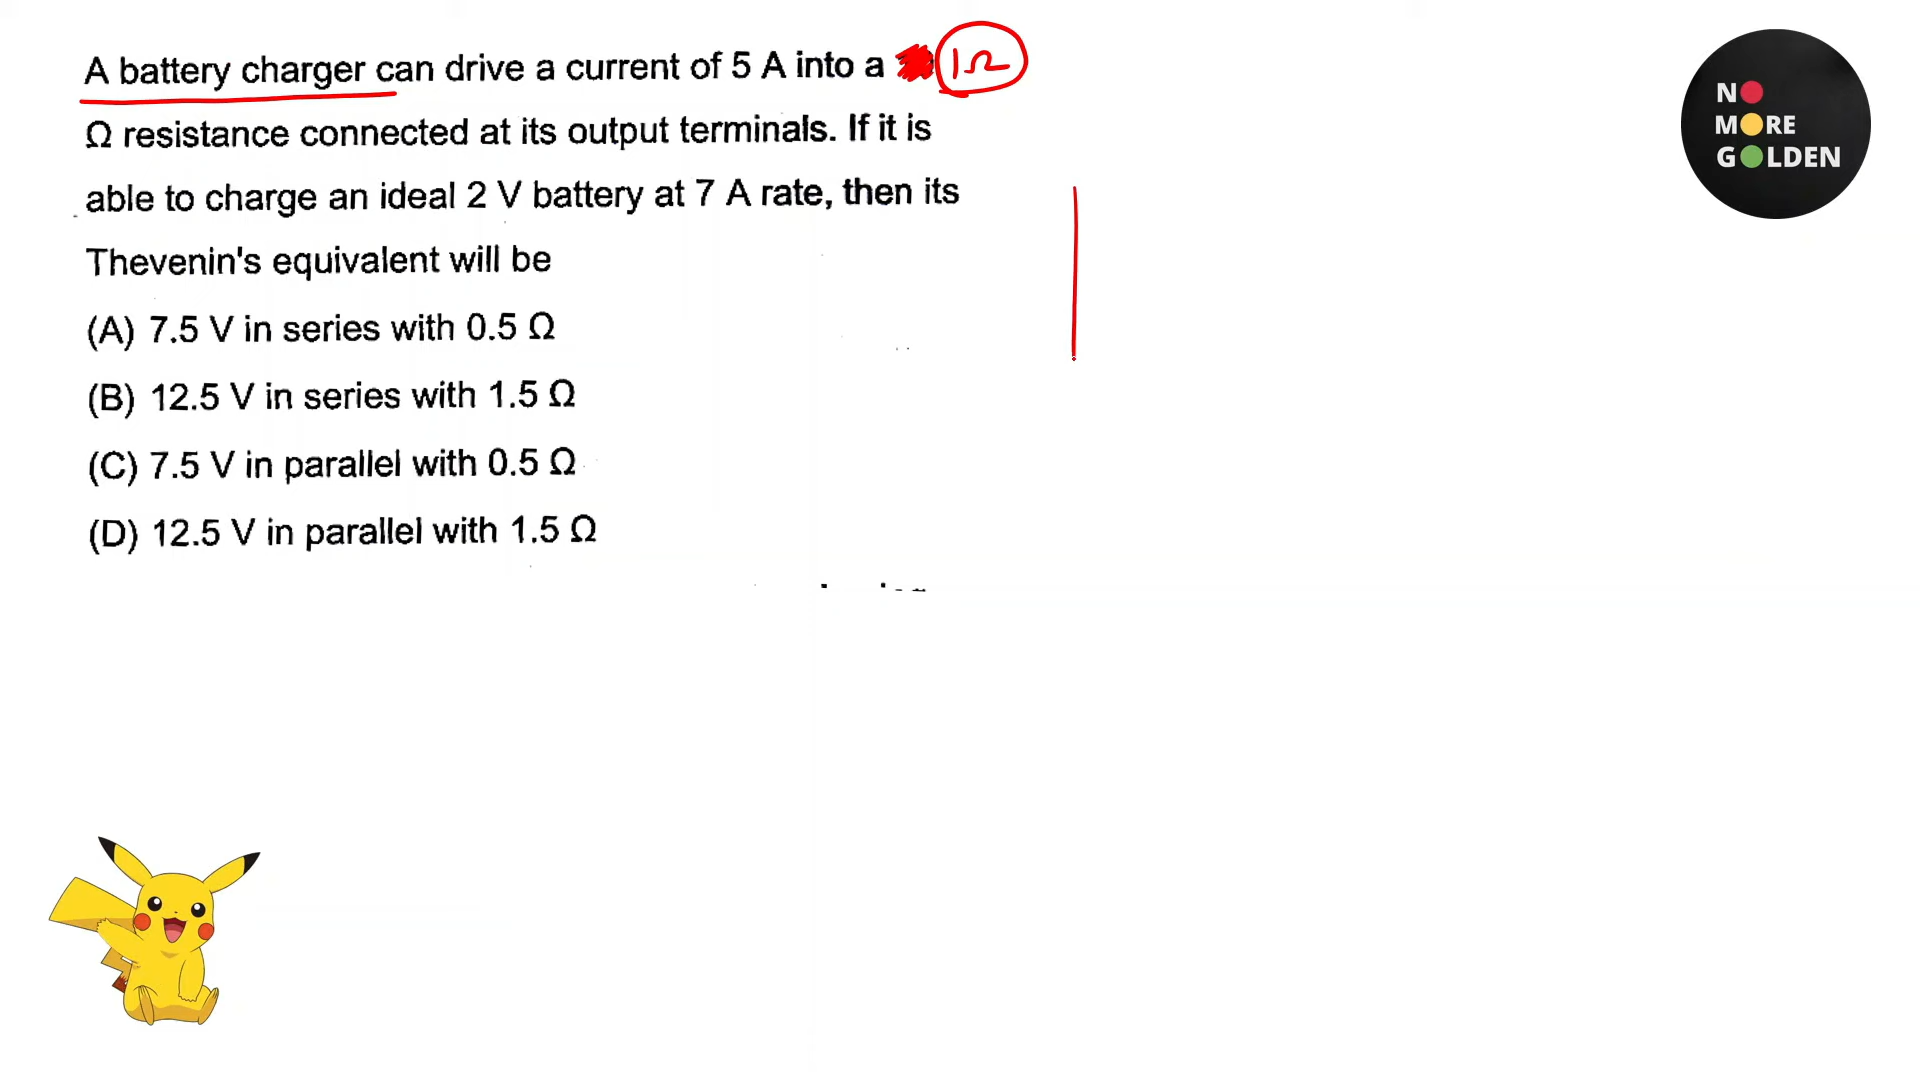 A battery charger can drive a current of 5 A into a 1Ω
Ω resistance connected at its output terminals. If it is
able to charge an ideal 2 V battery at 7 A rate, then its
Thevenin's equivalent will be
(A) 7.5 V in series with 0.5 Ω
(B) 12.5 V in series with 1.5 Ω
(C) 7.5 V in parallel with 0.5 Ω
(D) 12.5 V in parallel with 1.5 Ω
NO
MORE
GOLDEN